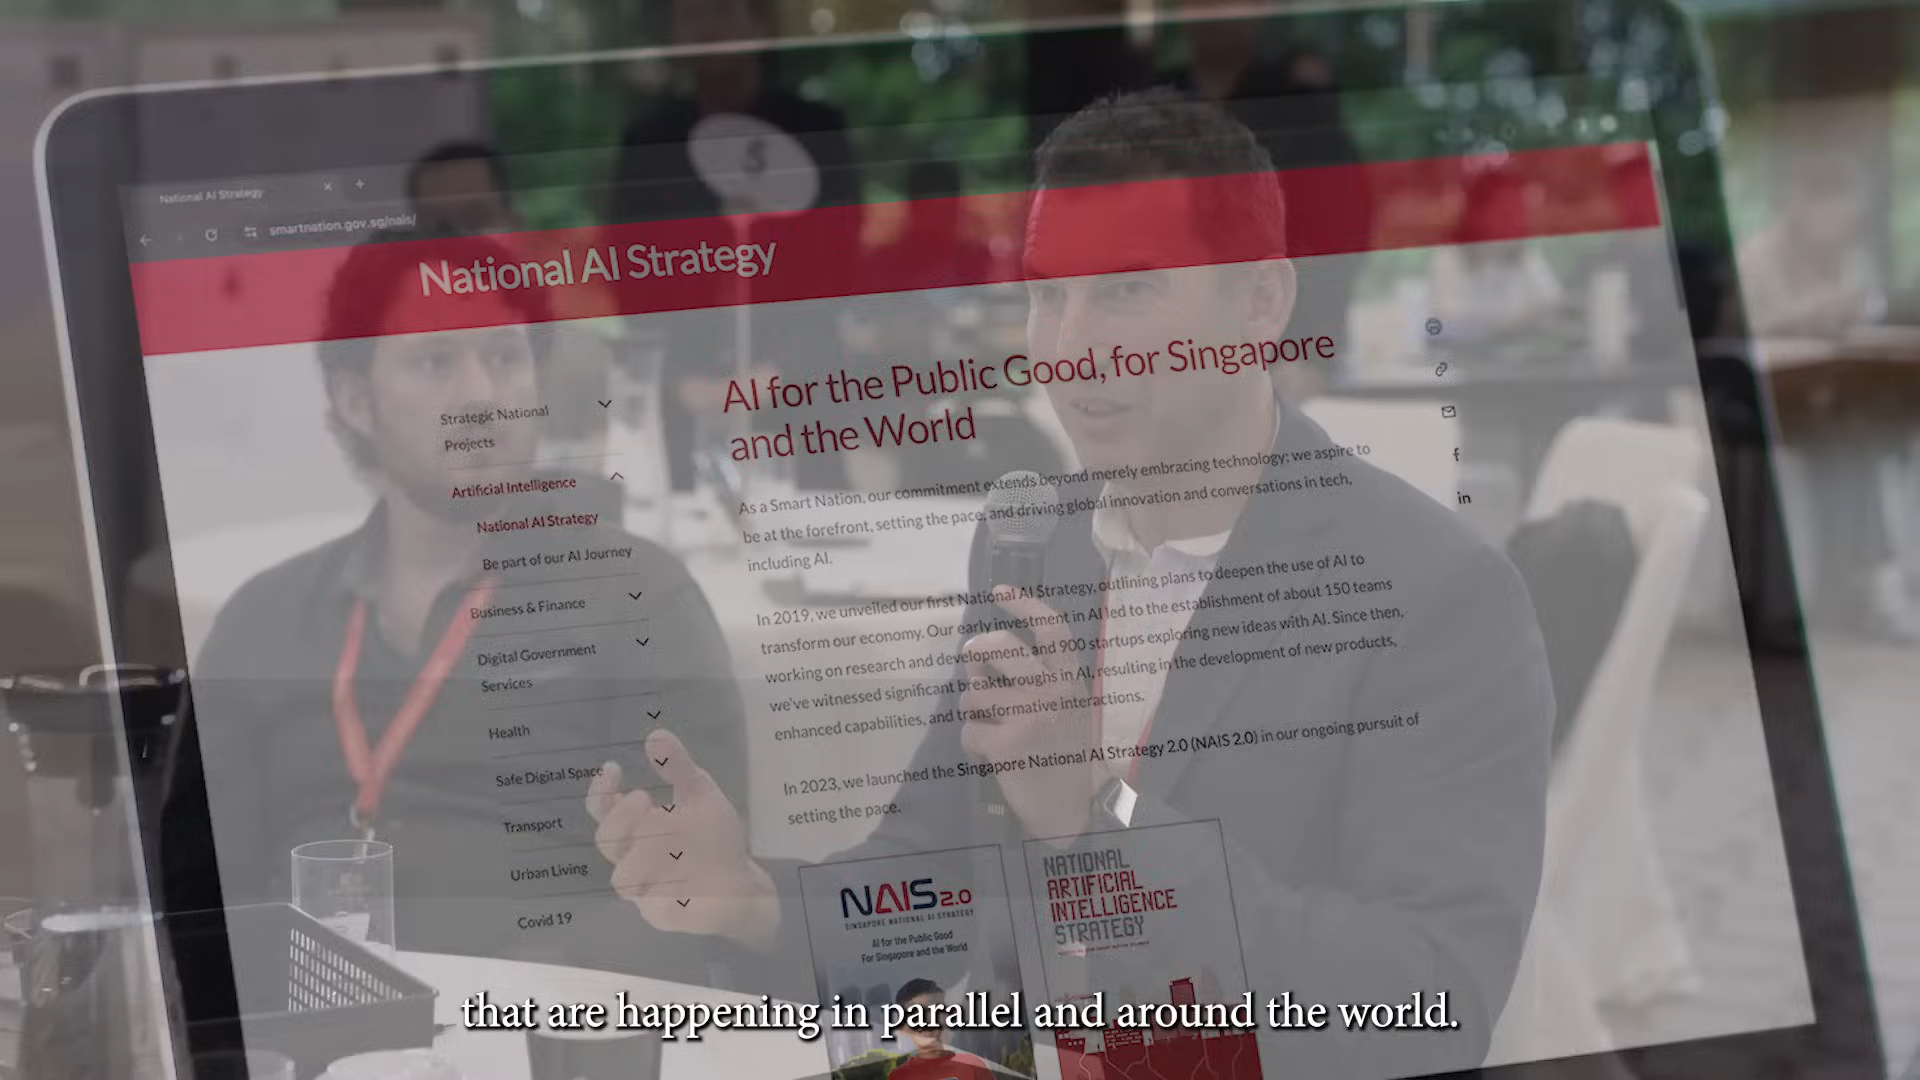 National AI Strategy
smartnation.gov.sg/nais/
National AI Strategy
AI for the Public Good, for Singapore
and the World
Strategic National
Projects
Artificial Intelligence
National AI Strategy
Be part of our AI Journey
Business & Finance
Digital Government
Services
Health
Safe Digital Space
Transport
Urban Living
Covid 19
As a Smart Nation, our commitment extends beyond merely embracing technology; we aspire to
be at the forefront, setting the pace, and driving global innovation and conversations in tech,
including AI.
In 2019, we unveiled our first National AI Strategy, outlining plans to deepen the use of AI to
transform our economy. Our early investment in AI led to the establishment of about 150 teams
working on research and development, and 900 startups exploring new ideas with AI. Since then,
we've witnessed significant breakthroughs in AI, resulting in the development of new products,
enhanced capabilities, and transformative interactions.
In 2023, we launched the Singapore National AI Strategy 2.0 (NAIS 2.0) in our ongoing pursuit of
setting the pace.
f
in
NAIS 2.0
SINGAPORE NATIONAL AI STRATEGY
AI for the Public Good
For Singapore and the World
NATIONAL
ARTIFICIAL
INTELLIGENCE
STRATEGY
5
that are happening in parallel and around the world.